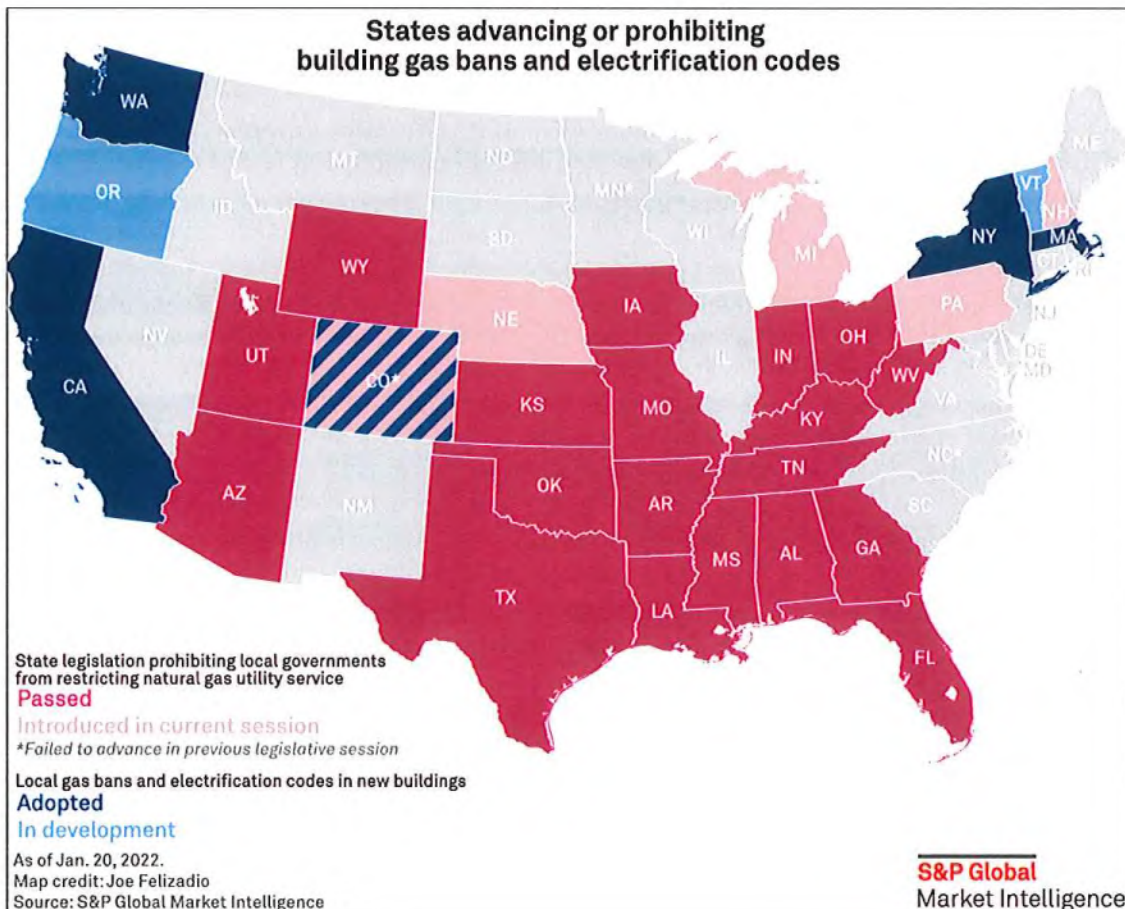 States advancing or prohibiting
building gas bans and electrification codes
WA
MT
ND
MN*
ME
OR
ID
SD
WI
VT
NH
NY
MA
CT
RI
WY
MI
IA
NE
PA
NJ
NV
UT
CO*
IL
IN
OH
DE
MD
CA
KS
MO
WV
VA
KY
AZ
NM
OK
AR
TN
NC*
SC
TX
LA
MS
AL
GA
FL
State legislation prohibiting local governments
from restricting natural gas utility service
Passed
Introduced in current session
*Failed to advance in previous legislative session
Local gas bans and electrification codes in new buildings
Adopted
In development
As of Jan. 20, 2022.
Map credit: Joe Felizadio
Source: S&P Global Market Intelligence
S&P Global
Market Intelligence